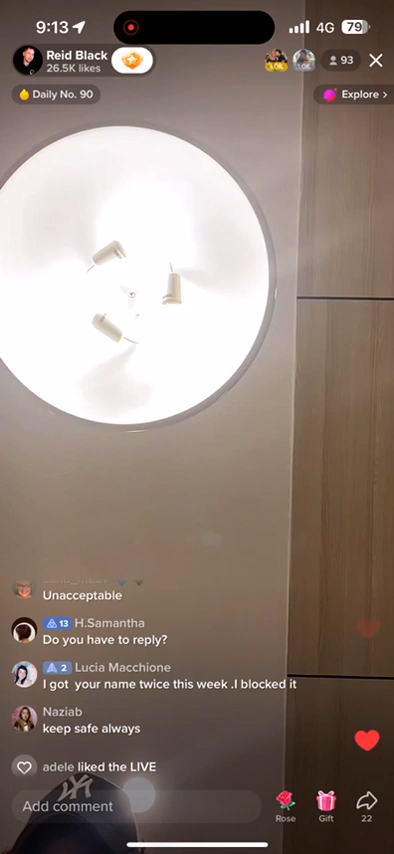 9:13
4G
79
Reid Black
26.5K likes
93
Daily No. 90
Explore >
Unacceptable
13 H.Samantha
Do you have to reply?
2 Lucia Macchione
I got your name twice this week .I blocked it
Naziab
keep safe always
adele liked the LIVE
NY
Add comment
Rose
Gift
22